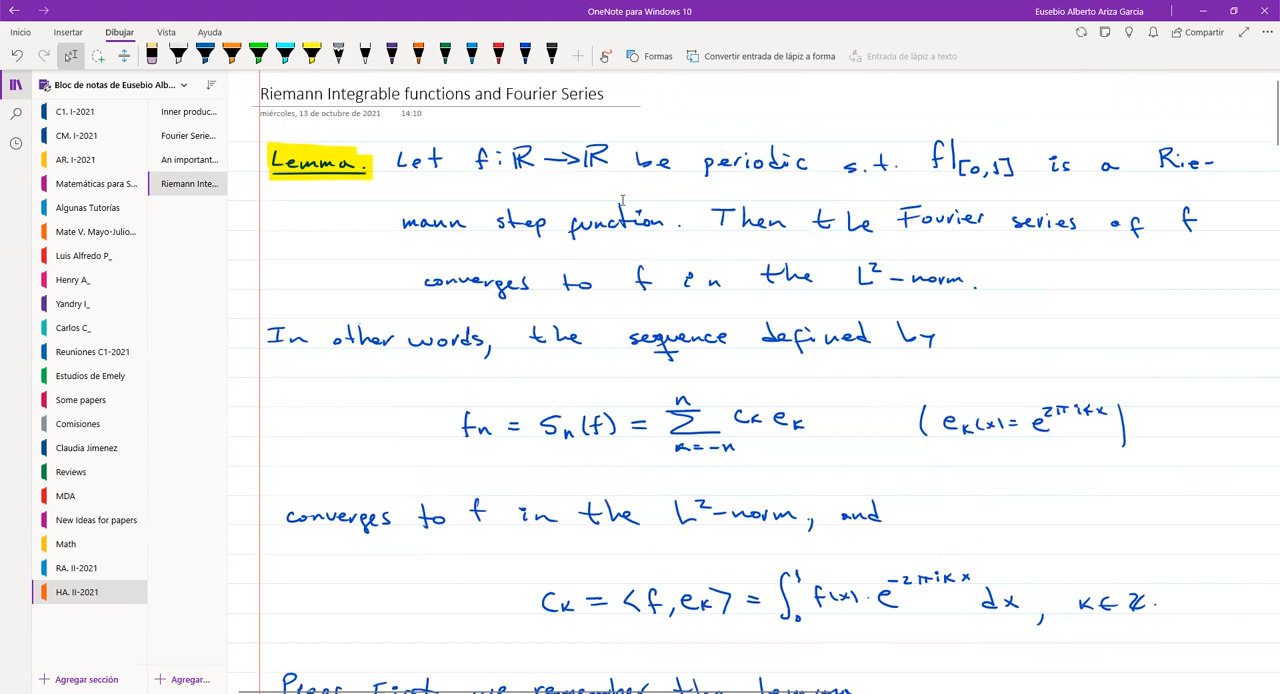 OneNote para Windows 10
Eusebio Alberto Ariza Garcia
Inicio
Insertar
Dibujar
Vista
Ayuda
Compartir
Formas
Convertir entrada de lápiz a forma
Entrada de lápiz a texto
Bloc de notas de Eusebio Alb...
C1. I-2021
CM. I-2021
AR. I-2021
Matemáticas para S...
Algunas Tutorías
Mate V. Mayo-Julio...
Luis Alfredo P_
Henry A_
Yandry I_
Carlos C_
Reuniones C1-2021
Estudios de Emely
Some papers
Comisiones
Claudia Jimenez
Reviews
MDA
New Ideas for papers
Math
RA. II-2021
HA. II-2021
Agregar sección
Inner produc...
Fourier Serie...
An important...
Riemann Inte...
Agregar...
Riemann Integrable functions and Fourier Series
miércoles, 13 de octubre de 2021 14:10
Lemma. Let f: ℝ → ℝ be periodic s.t. f|[0,1] is a Rie-
mann step function. Then the Fourier series of f
converges to f in the L²-norm.
In other words, the sequence defined by
fn = Sn(f) = ∑_{k=-n}^{n} ck ek (ek(x) = e^{2πikx})
converges to f in the L²-norm, and
ck = ⟨f, ek⟩ = ∫₀¹ f(x) · e^{-2πikx} dx, k ∈ ℤ.